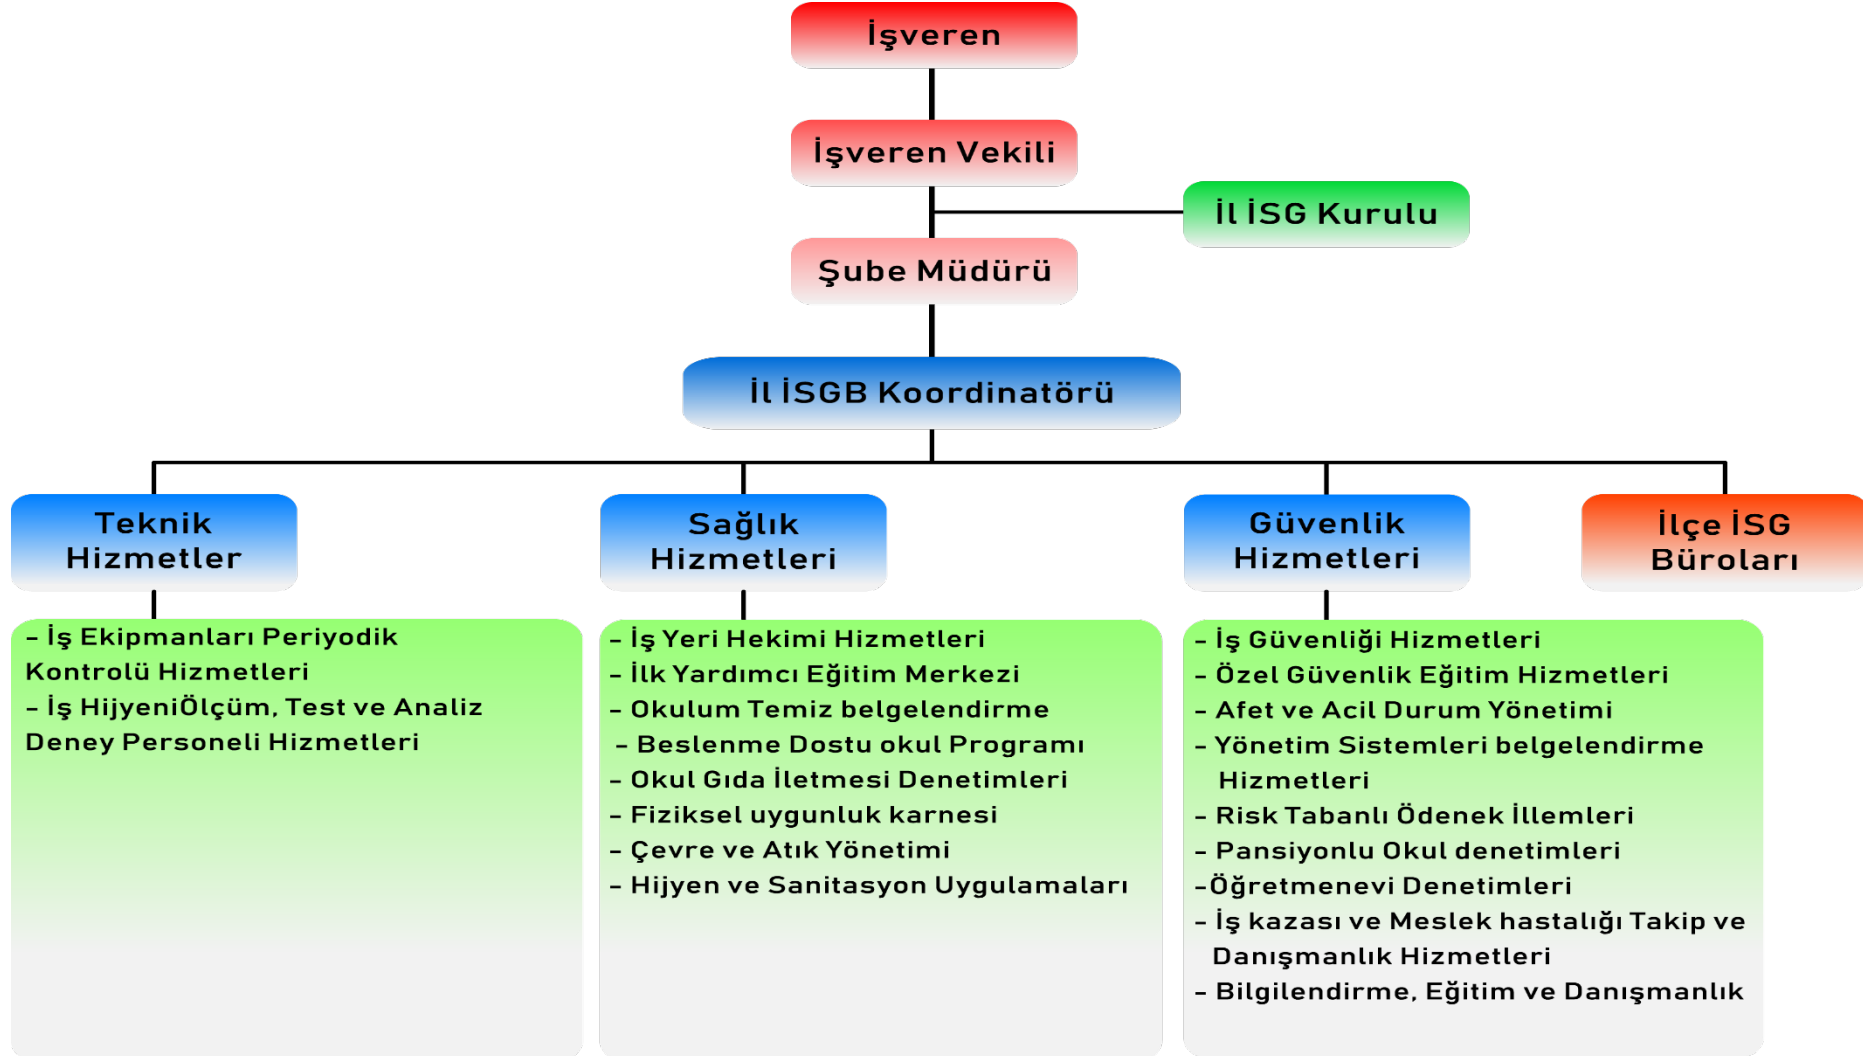 İşveren
İşveren Vekili
İl İSG Kurulu
Şube Müdürü
İl İSGB Koordinatörü
Teknik
Hizmetler
Sağlık
Hizmetleri
Güvenlik
Hizmetleri
İlçe İSG
Büroları
- İş Ekipmanları Periyodik
Kontrolü Hizmetleri
- İş HijyeniÖlçüm, Test ve Analiz
Deney Personeli Hizmetleri
- İş Yeri Hekimi Hizmetleri
- İlk Yardımcı Eğitim Merkezi
- Okulum Temiz belgelendirme
- Beslenme Dostu okul Programı
- Okul Gıda İletmesi Denetimleri
- Fiziksel uygunluk karnesi
- Çevre ve Atık Yönetimi
- Hijyen ve Sanitasyon Uygulamaları
- İş Güvenliği Hizmetleri
- Özel Güvenlik Eğitim Hizmetleri
- Afet ve Acil Durum Yönetimi
- Yönetim Sistemleri belgelendirme
Hizmetleri
- Risk Tabanlı Ödenek İllemleri
- Pansiyonlu Okul denetimleri
-Öğretmenevi Denetimleri
- İş kazası ve Meslek hastalığı Takip ve
Danışmanlık Hizmetleri
- Bilgilendirme, Eğitim ve Danışmanlık